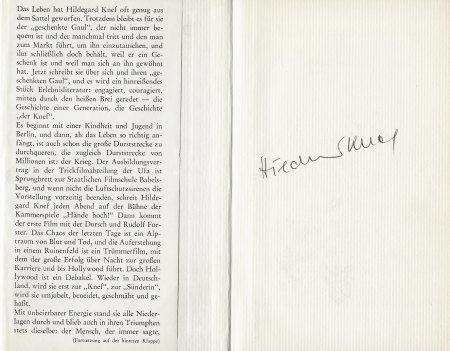 Das Leben hat Hildegard Knef oft genug aus
dem Sattel geworfen. Trotzdem bleibt es für sie
der „geschenkte Gaul", der nicht immer be-
quem ist und der manchmal tritt und den man
zum Markt führt, um ihn einzutauschen, und
ihn schließlich doch behält, weil er ein Ge-
schenk ist und weil man sich an ihn gewöhnt
hat. Jetzt schreibt sie über sich und ihren „ge-
schenkten Gaul", und es wird ein hinreißendes
Stück Erlebnisliteratur: engagiert, couragiert,
mitten durch den heißen Brei geredet — die
Geschichte einer Generation, die Geschichte
„der Knef".
Es beginnt mit einer Kindheit und Jugend in
Berlin, und dann, als das Leben so richtig an-
fängt, ist auch schon die große Durststrecke zu
durchqueren, die zugleich Durststrecke von
Millionen ist: der Krieg. Der Ausbildungsver-
trag in der Trickfilmabteilung der Ufa ist
Sprungbrett zur Staatlichen Filmschule Babels-
berg, und wenn nicht die Luftschutzsirenen die
Vorstellung vorzeitig beenden, schreit Hilde-
gard Knef jeden Abend auf der Bühne der
Kammerspiele „Hände hoch!" Dann kommt
der erste Film mit der Dorsch und Rudolf For-
ster. Das Chaos der letzten Tage ist ein Alp-
traum von Blut und Tod, und die Auferstehung
in einem Ruinenfeld ist ein Trümmerfilm, mit
dem der große Erfolg über Nacht zur großen
Karriere und bis Hollywood führt. Doch Hol-
lywood ist ein Debakel. Wieder in Deutsch-
land, wird sie erst zur „Knef", zur „Sünderin",
wird sie umjubelt, beneidet, geschmäht und ge-
haßt.
Mit unbeirrbarer Energie stand sie alle Nieder-
lagen durch und blieb auch in ihren Triumphen
stets dieselbe: der Mensch, der immer sagte,
(Fortsetzung auf der hinteren Klappe)
Knef